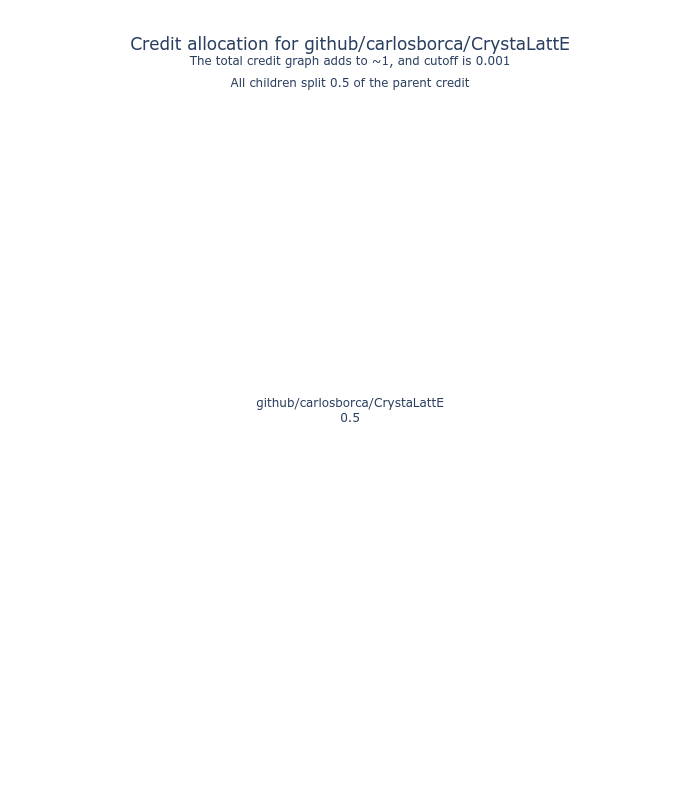 Credit allocation for github/carlosborca/CrystaLattE
The total credit graph adds to ~1, and cutoff is 0.001
All children split 0.5 of the parent credit
github/carlosborca/CrystaLattE
0.5